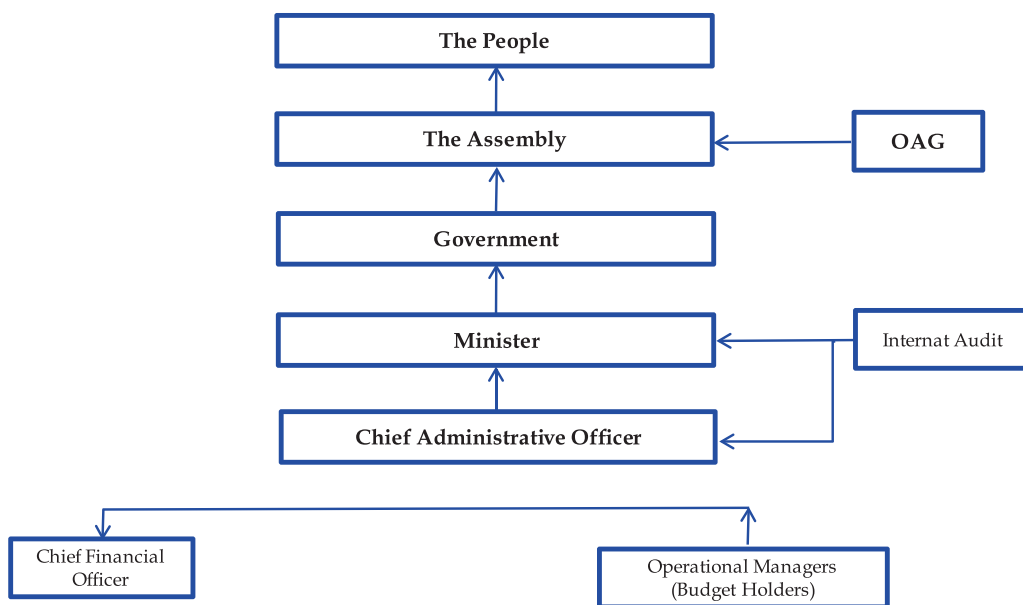 The People
The Assembly
OAG
Government
Minister
Internat Audit
Chief Administrative Officer
Chief Financial
Officer
Operational Managers
(Budget Holders)